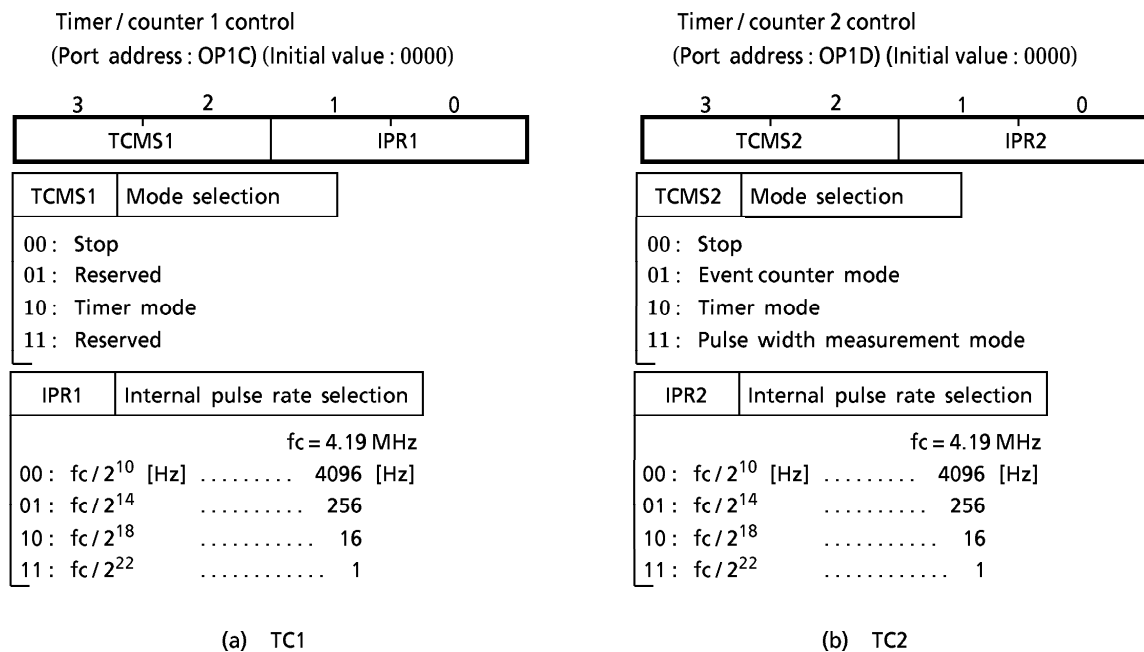 Timer / counter 1 control
(Port address : OP1C) (Initial value : 0000)
3 2 1 0
TCMS1 IPR1
TCMS1 Mode selection
00 : Stop
01 : Reserved
10 : Timer mode
11 : Reserved
IPR1 Internal pulse rate selection
fc = 4.19 MHz
00 : fc / 2^10 [Hz] ......... 4096 [Hz]
01 : fc / 2^14 .......... 256
10 : fc / 2^18 ........... 16
11 : fc / 2^22 ............ 1
(a) TC1
Timer / counter 2 control
(Port address : OP1D) (Initial value : 0000)
3 2 1 0
TCMS2 IPR2
TCMS2 Mode selection
00 : Stop
01 : Event counter mode
10 : Timer mode
11 : Pulse width measurement mode
IPR2 Internal pulse rate selection
fc = 4.19 MHz
00 : fc / 2^10 [Hz] ......... 4096 [Hz]
01 : fc / 2^14 .......... 256
10 : fc / 2^18 ........... 16
11 : fc / 2^22 ............ 1
(b) TC2